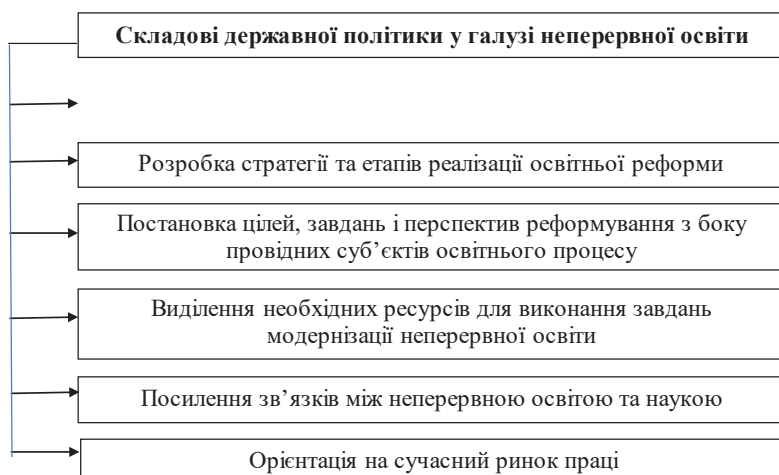 Складові державної політики у галузі неперервної освіти
Розробка стратегії та етапів реалізації освітньої реформи
Постановка цілей, завдань і перспектив реформування з боку
провідних суб’єктів освітнього процесу
Виділення необхідних ресурсів для виконання завдань
модернізації неперервної освіти
Посилення зв’язків між неперервною освітою та наукою
Орієнтація на сучасний ринок праці